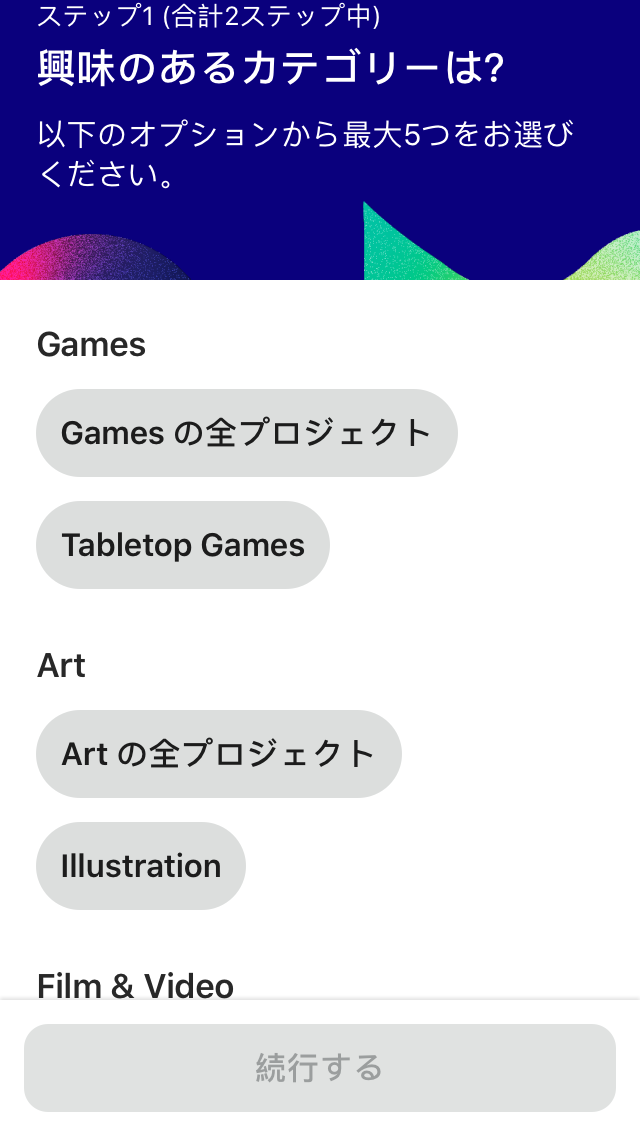 ステップ1 (合計2ステップ中)
興味のあるカテゴリーは?
以下のオプションから最大5つをお選び
ください。
Games
Games の全プロジェクト
Tabletop Games
Art
Art の全プロジェクト
Illustration
Film & Video
続行する